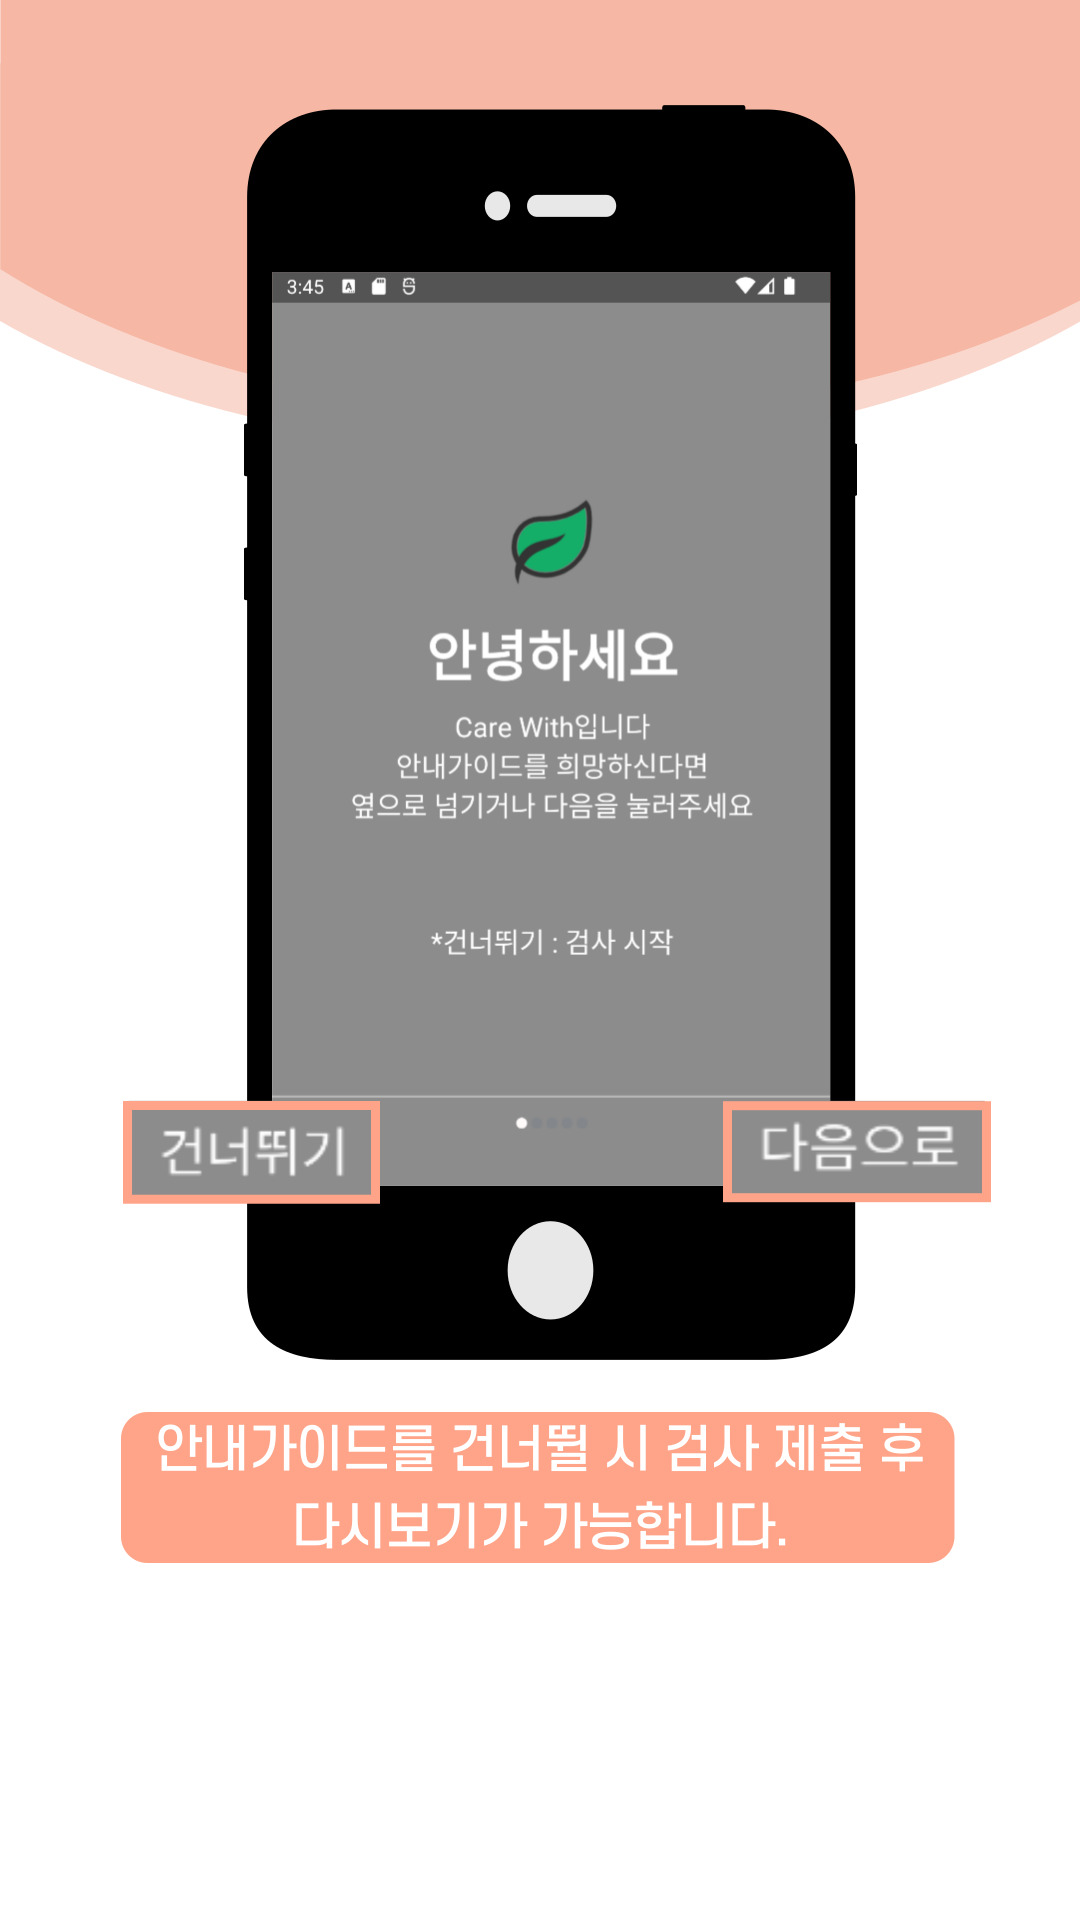 3:45
안녕하세요
Care With입니다
안내가이드를 희망하신다면
옆으로 넘기거나 다음을 눌러주세요
*건너뛰기 : 검사 시작
건너뛰기
다음으로
안내가이드를 건너뛸 시 검사 제출 후
다시보기가 가능합니다.